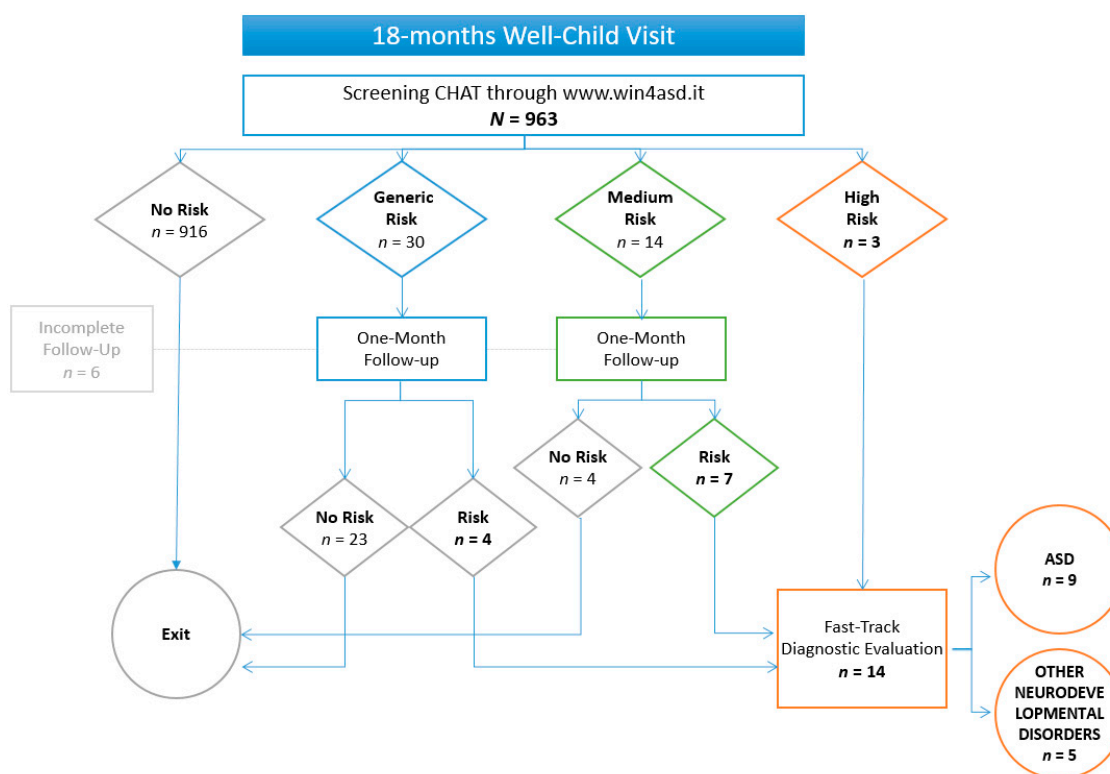 18-months Well-Child Visit
Screening CHAT through www.win4asd.it
N = 963
No Risk
n = 916
Generic
Risk
n = 30
Medium
Risk
n = 14
High
Risk
n = 3
Incomplete
Follow-Up
n = 6
One-Month
Follow-up
One-Month
Follow-up
No Risk
n = 4
Risk
n = 7
No Risk
n = 23
Risk
n = 4
Exit
Fast-Track
Diagnostic Evaluation
n = 14
ASD
n = 9
OTHER
NEURODEVE
LOPMENTAL
DISORDERS
n = 5